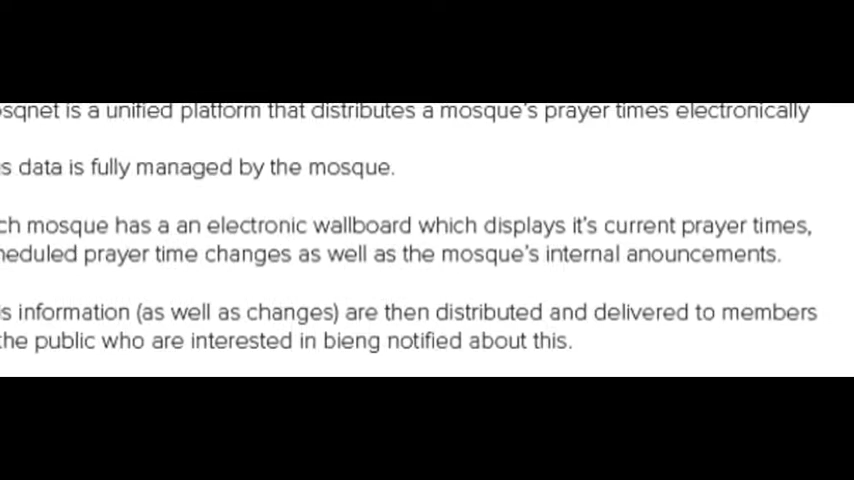 osqnet is a unified platform that distributes a mosque's prayer times electronically
s data is fully managed by the mosque.
ch mosque has a an electronic wallboard which displays it's current prayer times,
heduled prayer time changes as well as the mosque's internal anouncements.
s information (as well as changes) are then distributed and delivered to members
the public who are interested in bieng notified about this.